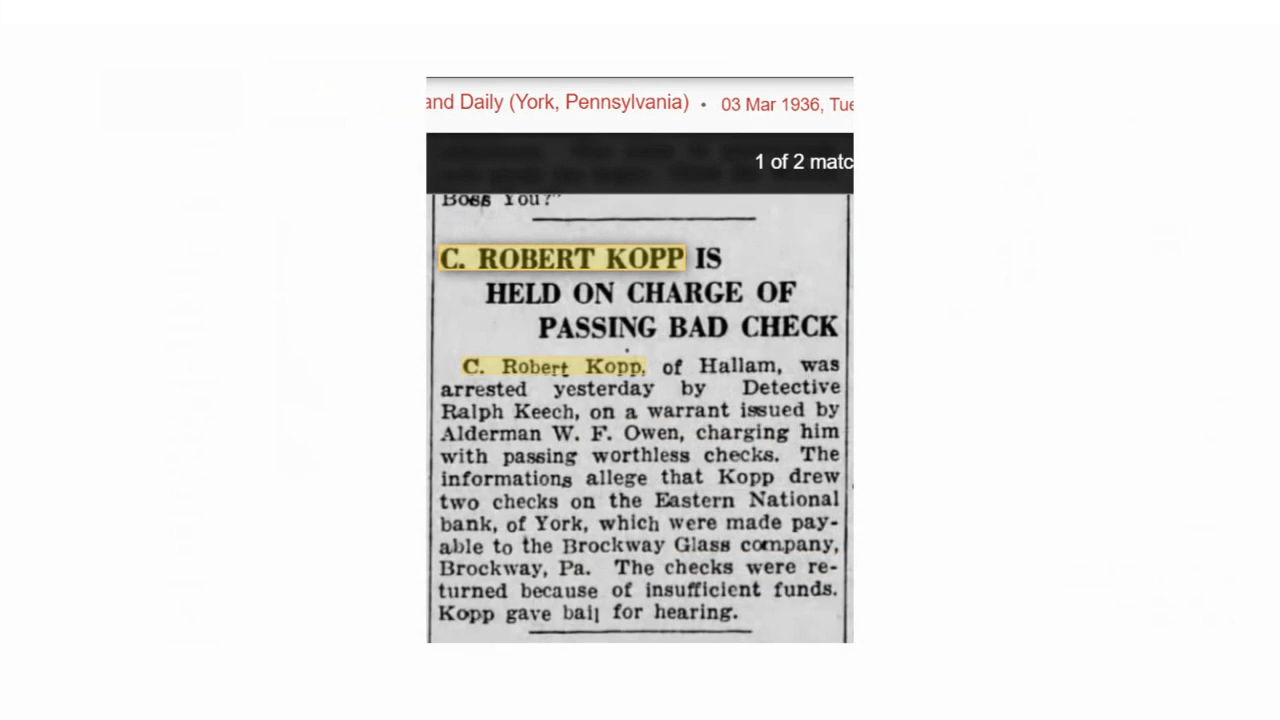 and Daily (York, Pennsylvania) • 03 Mar 1936, Tue
1 of 2 matc
Boss You?"
C. ROBERT KOPP IS
HELD ON CHARGE OF
PASSING BAD CHECK
C. Robert Kopp, of Hallam, was
arrested yesterday by Detective
Ralph Keech, on a warrant issued by
Alderman W. F. Owen, charging him
with passing worthless checks. The
informations allege that Kopp drew
two checks on the Eastern National
bank, of York, which were made pay-
able to the Brockway Glass company,
Brockway, Pa. The checks were re-
turned because of insufficient funds.
Kopp gave bail for hearing.